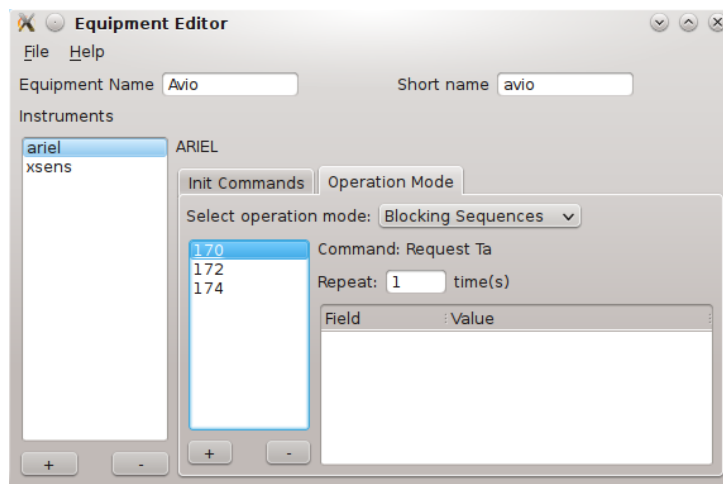 Equipment Editor
File Help
Equipment Name Avio Short name avio
Instruments
ariel
xsens
ARIEL
Init Commands Operation Mode
Select operation mode: Blocking Sequences
170
172
174
Command: Request Ta
Repeat: 1 time(s)
Field Value
+ -
+ -